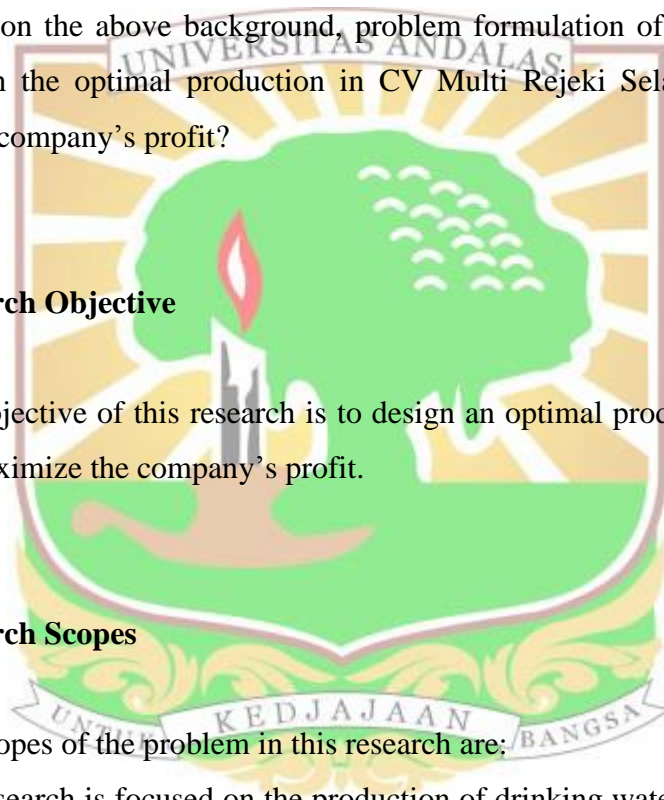 on the above background, problem formulation of
UNIVERSITAS ANDALAS
the optimal production in CV Multi Rejeki Sela
company's profit?
rch Objective
jective of this research is to design an optimal prod
ximize the company's profit.
rch Scopes
UNTUK KEDJAJAAN BANGSA
opes of the problem in this research are:
search is focused on the production of drinking wate